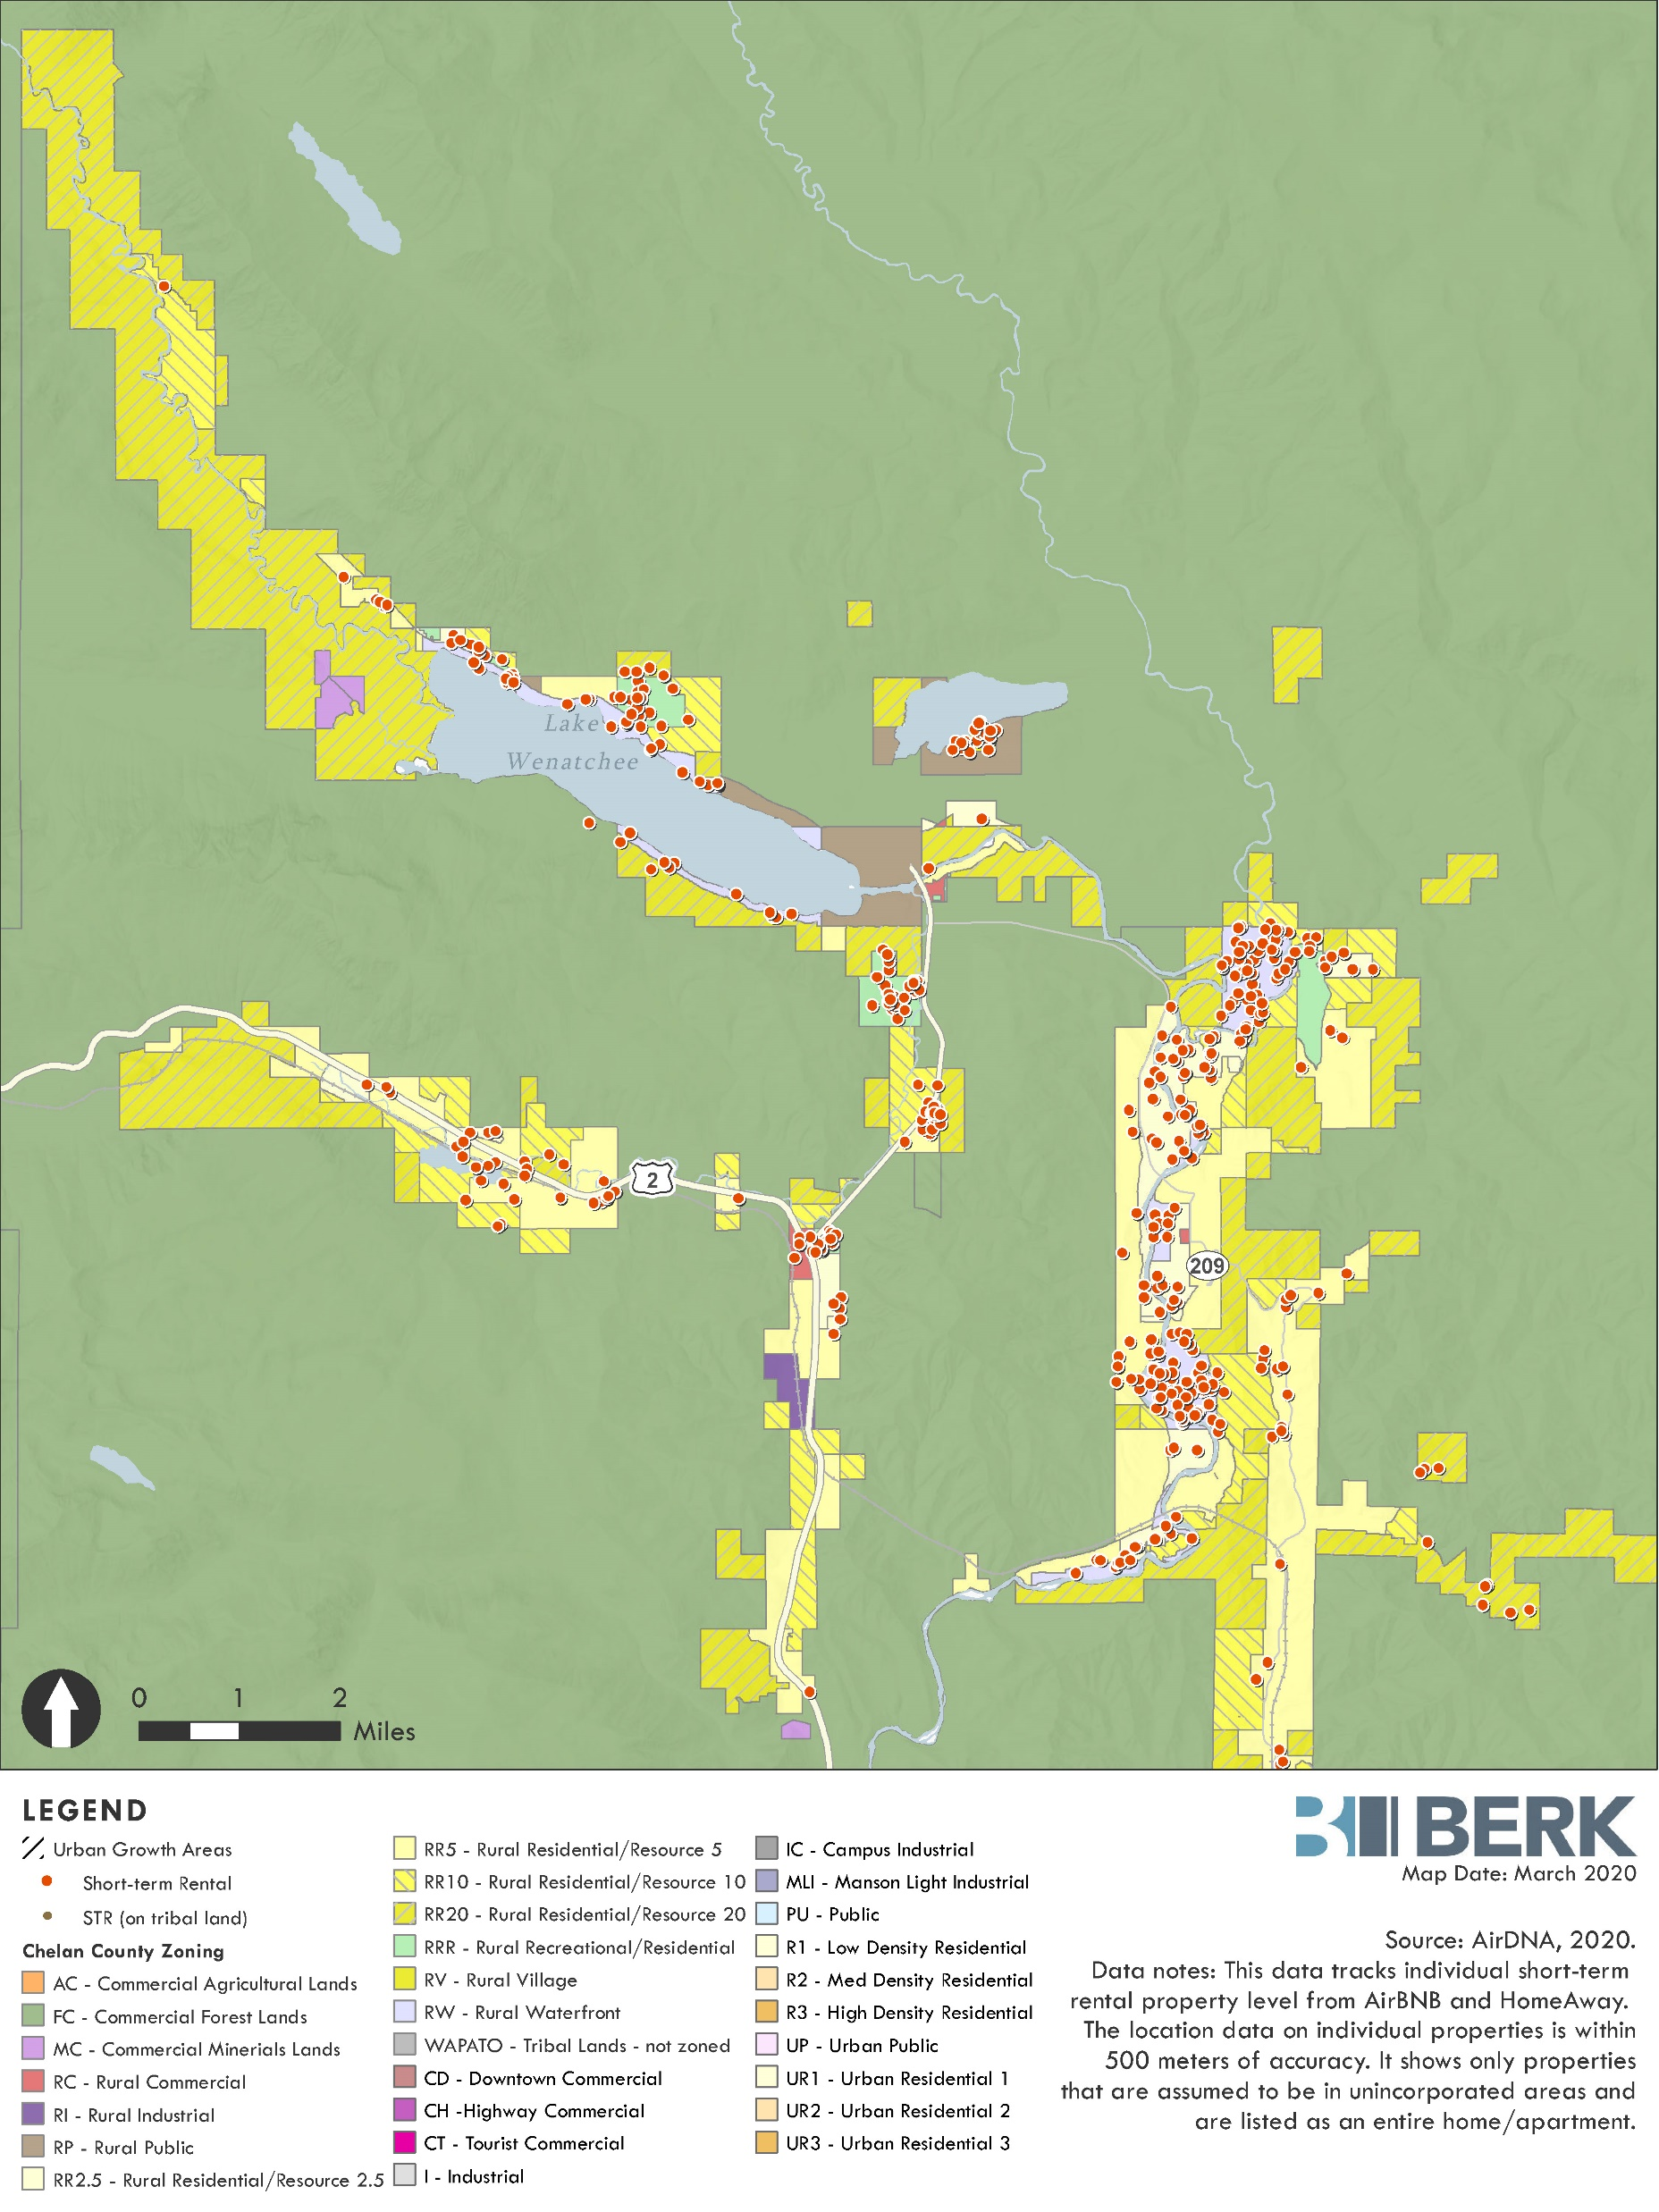 Lake
Wenatchee
2
209
0 1 2
Miles
LEGEND
Urban Growth Areas
Short-term Rental
STR (on tribal land)
Chelan County Zoning
AC - Commercial Agricultural Lands
FC - Commercial Forest Lands
MC - Commercial Minerials Lands
RC - Rural Commercial
RI - Rural Industrial
RP - Rural Public
RR2.5 - Rural Residential/Resource 2.5
RR5 - Rural Residential/Resource 5
RR10 - Rural Residential/Resource 10
RR20 - Rural Residential/Resource 20
RRR - Rural Recreational/Residential
RV - Rural Village
RW - Rural Waterfront
WAPATO - Tribal Lands - not zoned
CD - Downtown Commercial
CH -Highway Commercial
CT - Tourist Commercial
I - Industrial
IC - Campus Industrial
MLI - Manson Light Industrial
PU - Public
R1 - Low Density Residential
R2 - Med Density Residential
R3 - High Density Residential
UP - Urban Public
UR1 - Urban Residential 1
UR2 - Urban Residential 2
UR3 - Urban Residential 3
BERK
Map Date: March 2020
Source: AirDNA, 2020.
Data notes: This data tracks individual short-term
rental property level from AirBNB and HomeAway.
The location data on individual properties is within
500 meters of accuracy. It shows only properties
that are assumed to be in unincorporated areas and
are listed as an entire home/apartment.